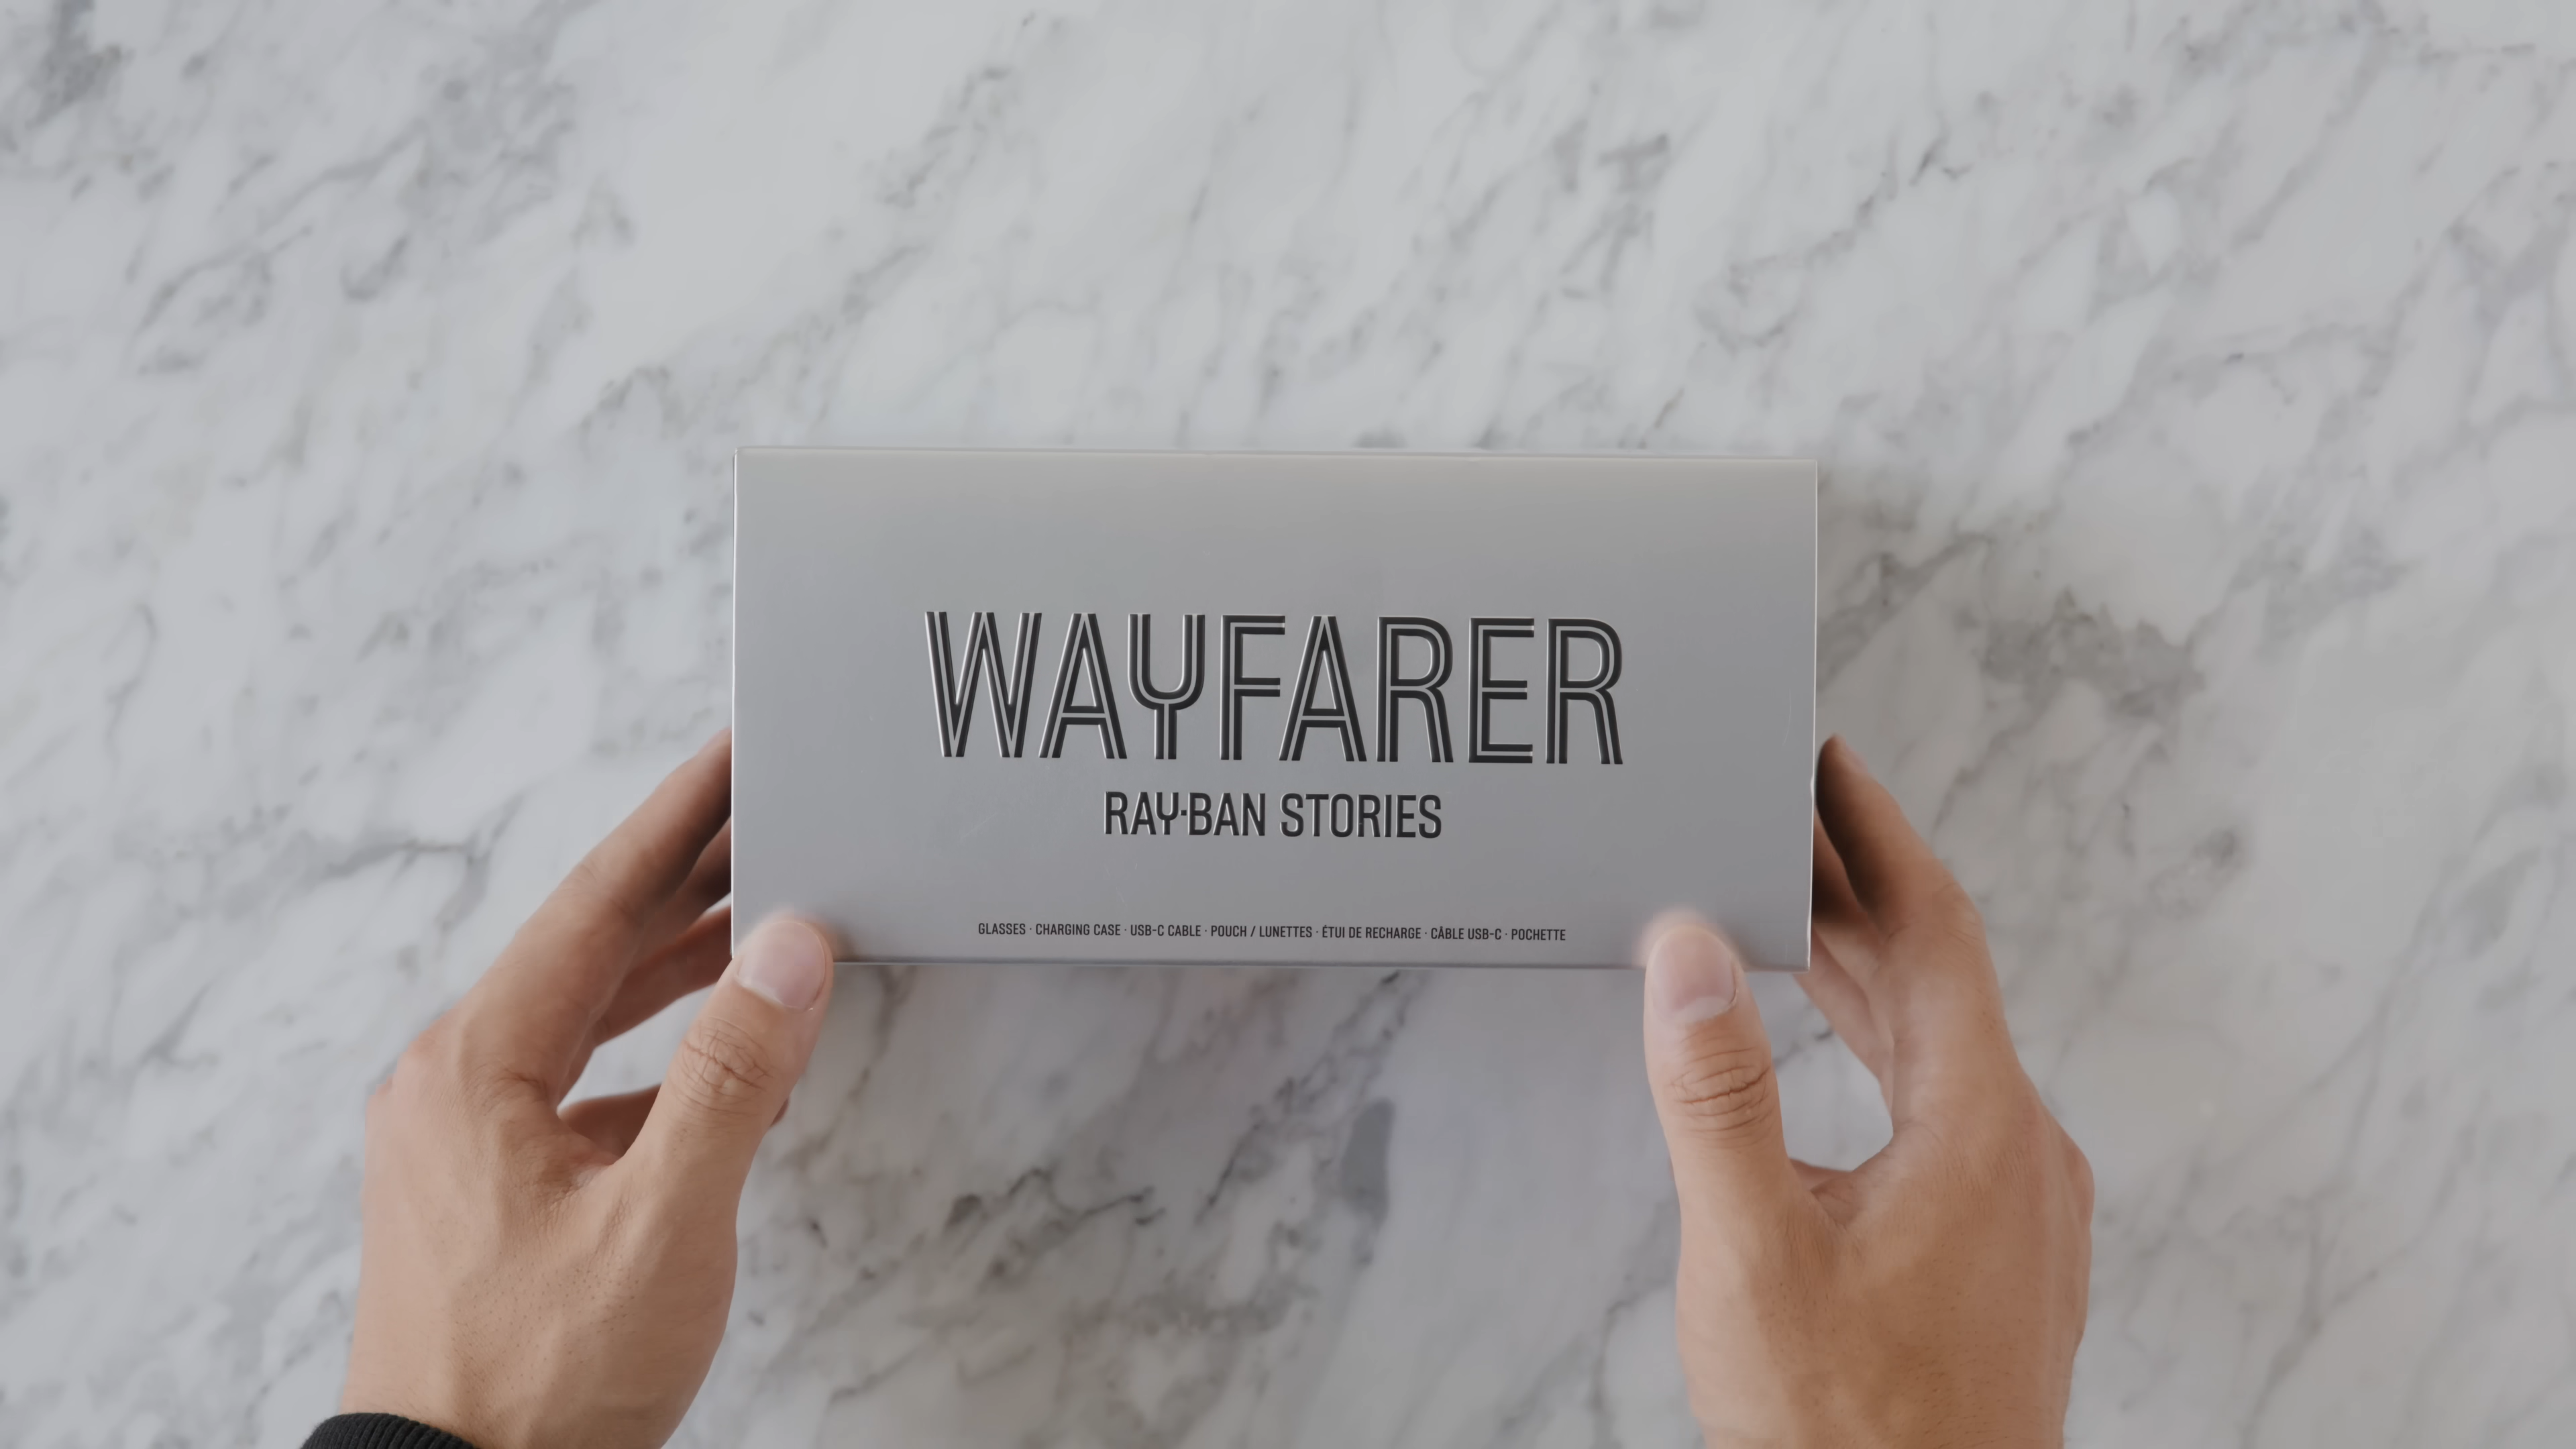 WAYFARER
RAY·BAN STORIES
GLASSES · CHARGING CASE · USB-C CABLE · POUCH / LUNETTES · ÉTUI DE RECHARGE · CÂBLE USB-C · POCHETTE